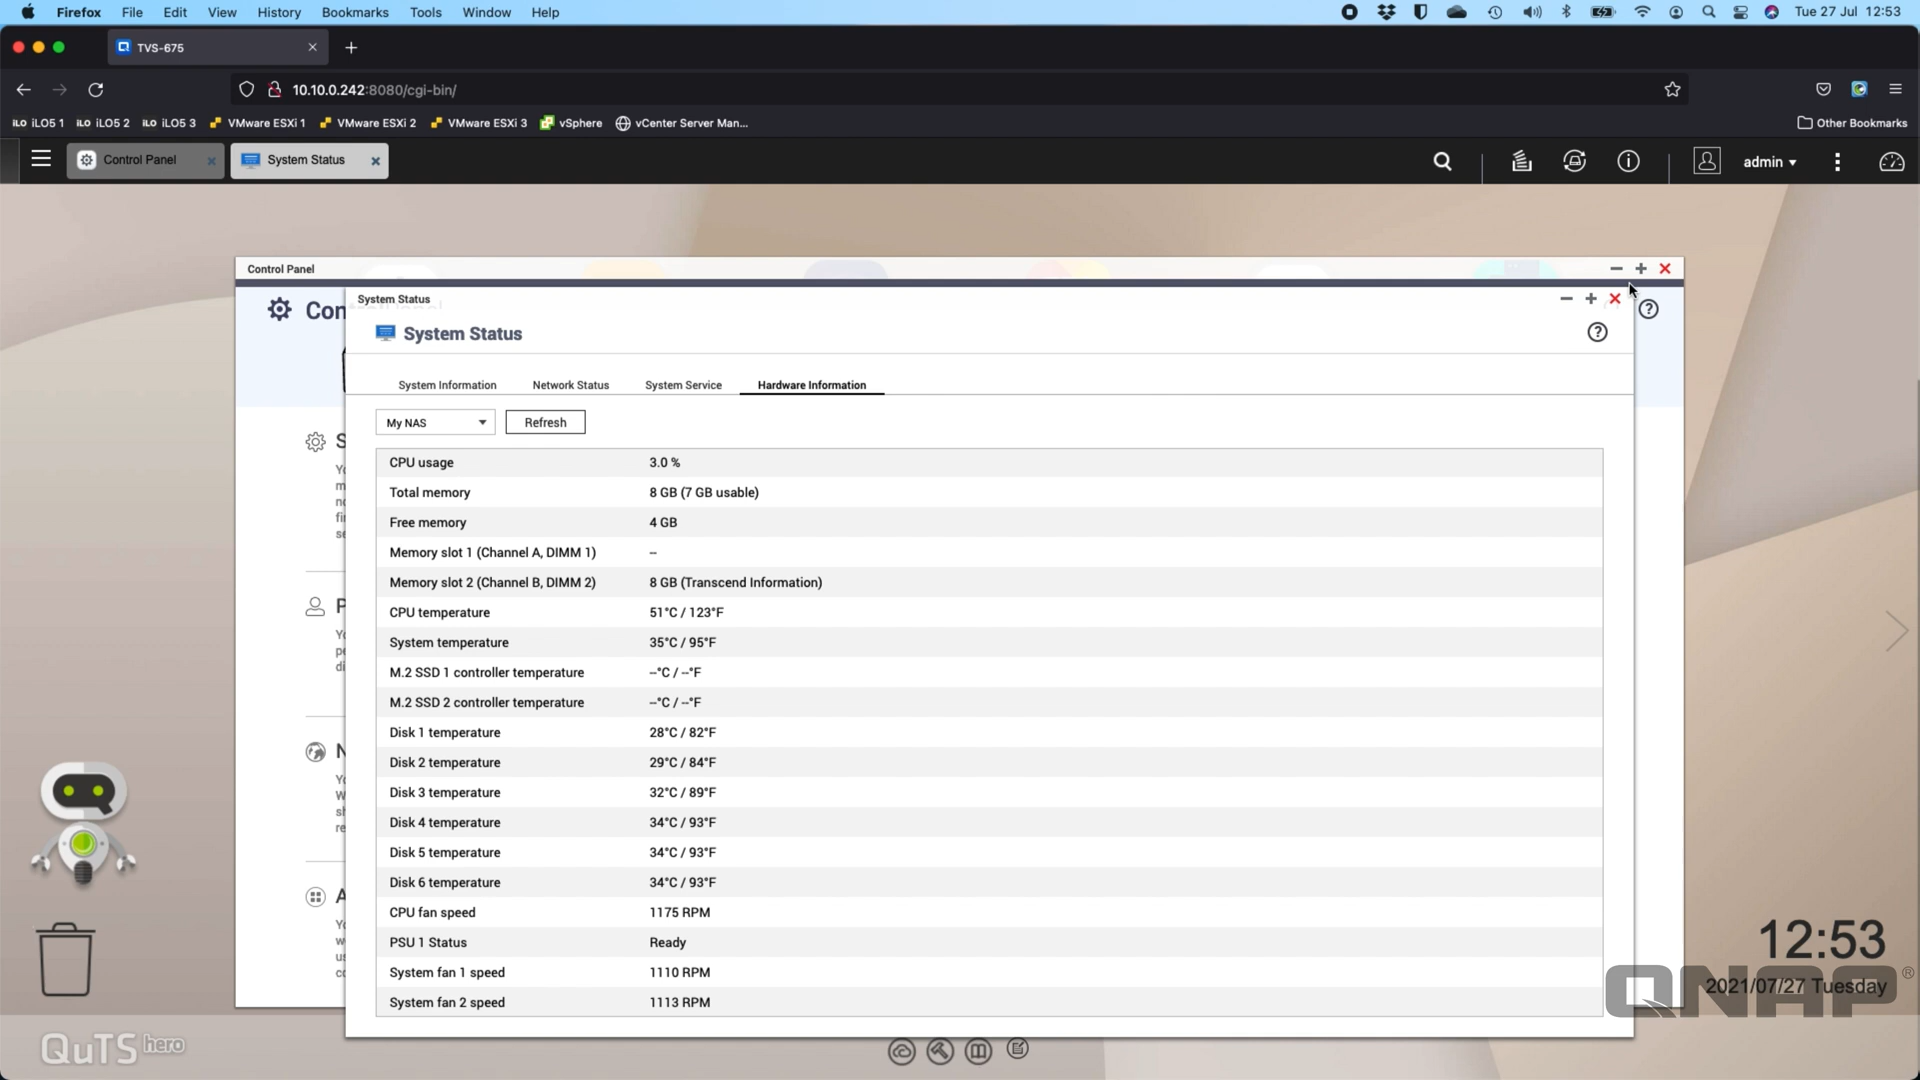 Firefox File Edit View History Bookmarks Tools Window Help Tue 27 Jul 12:53
TVS-675
10.10.0.242:8080/cgi-bin/
iLO iLO5 1 iLO iLO5 2 iLO iLO5 3 VMware ESXi 1 VMware ESXi 2 VMware ESXi 3 vSphere vCenter Server Man... Other Bookmarks
Control Panel System Status admin
Control Panel
Con
System Status
System Status
System Information Network Status System Service Hardware Information
My NAS Refresh
CPU usage 3.0 %
Total memory 8 GB (7 GB usable)
Free memory 4 GB
Memory slot 1 (Channel A, DIMM 1) --
Memory slot 2 (Channel B, DIMM 2) 8 GB (Transcend Information)
CPU temperature 51°C / 123°F
System temperature 35°C / 95°F
M.2 SSD 1 controller temperature --°C / --°F
M.2 SSD 2 controller temperature --°C / --°F
Disk 1 temperature 28°C / 82°F
Disk 2 temperature 29°C / 84°F
Disk 3 temperature 32°C / 89°F
Disk 4 temperature 34°C / 93°F
Disk 5 temperature 34°C / 93°F
Disk 6 temperature 34°C / 93°F
CPU fan speed 1175 RPM
PSU 1 Status Ready
System fan 1 speed 1110 RPM
System fan 2 speed 1113 RPM
12:53
2021/07/27 Tuesday
QNAP®
QuTS hero